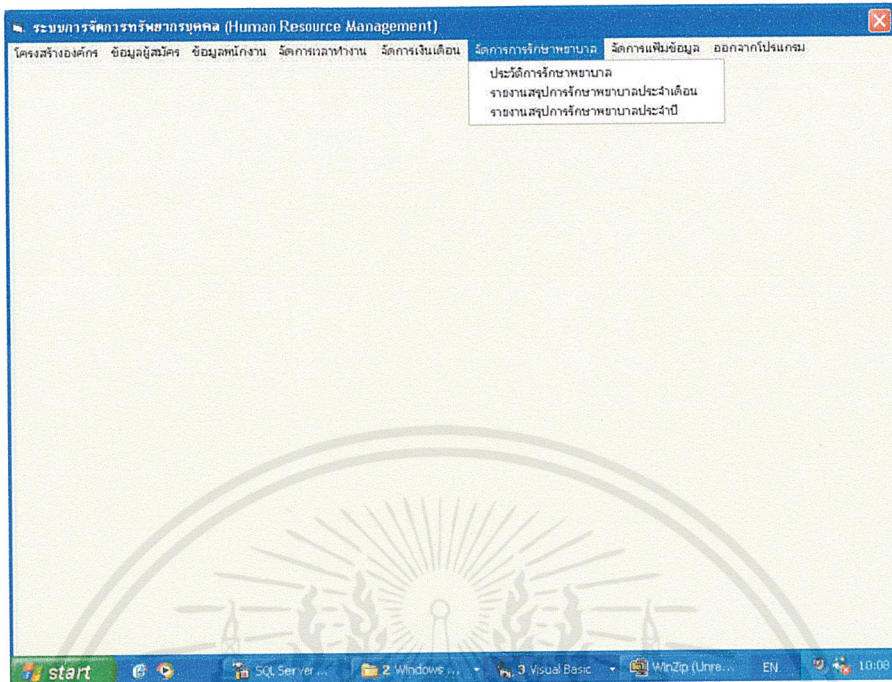 ระบบการจัดการทรัพยากรบุคคล (Human Resource Management)
โครงสร้างองค์กร ข้อมูลผู้สมัคร ข้อมูลพนักงาน จัดการเวลาทำงาน จัดการเงินเดือน จัดการการรักษาพยาบาล จัดการแฟ้มข้อมูล ออกจากโปรแกรม
ประวัติการรักษาพยาบาล
รายงานสรุปการรักษาพยาบาลประจำเดือน
รายงานสรุปการรักษาพยาบาลประจำปี
start SQL Server ... 2 Windows ... 3 Visual Basic WinZip (Unre... EN 10:08